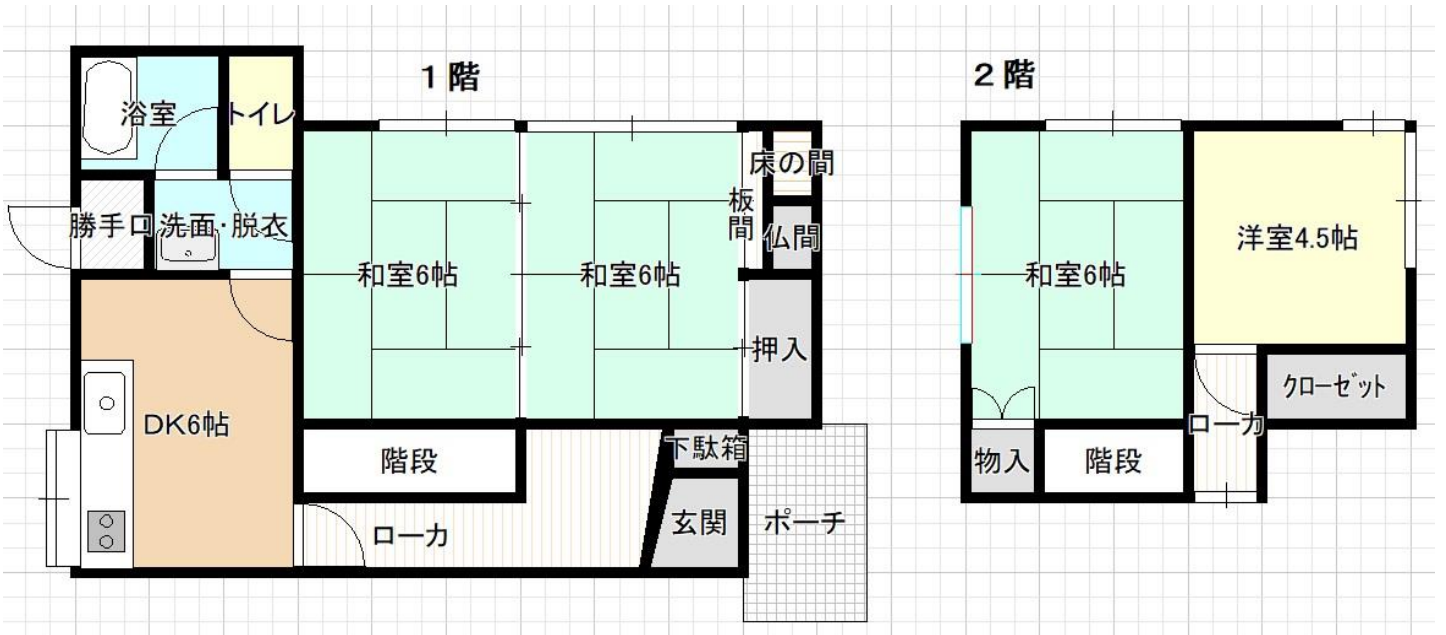 １階
２階
浴室
トイレ
床の間
板間
仏間
勝手口
洗面・脱衣
和室6帖
和室6帖
押入
DK6帖
階段
下駄箱
ローカ
玄関
ポーチ
和室6帖
洋室4.5帖
クローゼット
ローカ
物入
階段